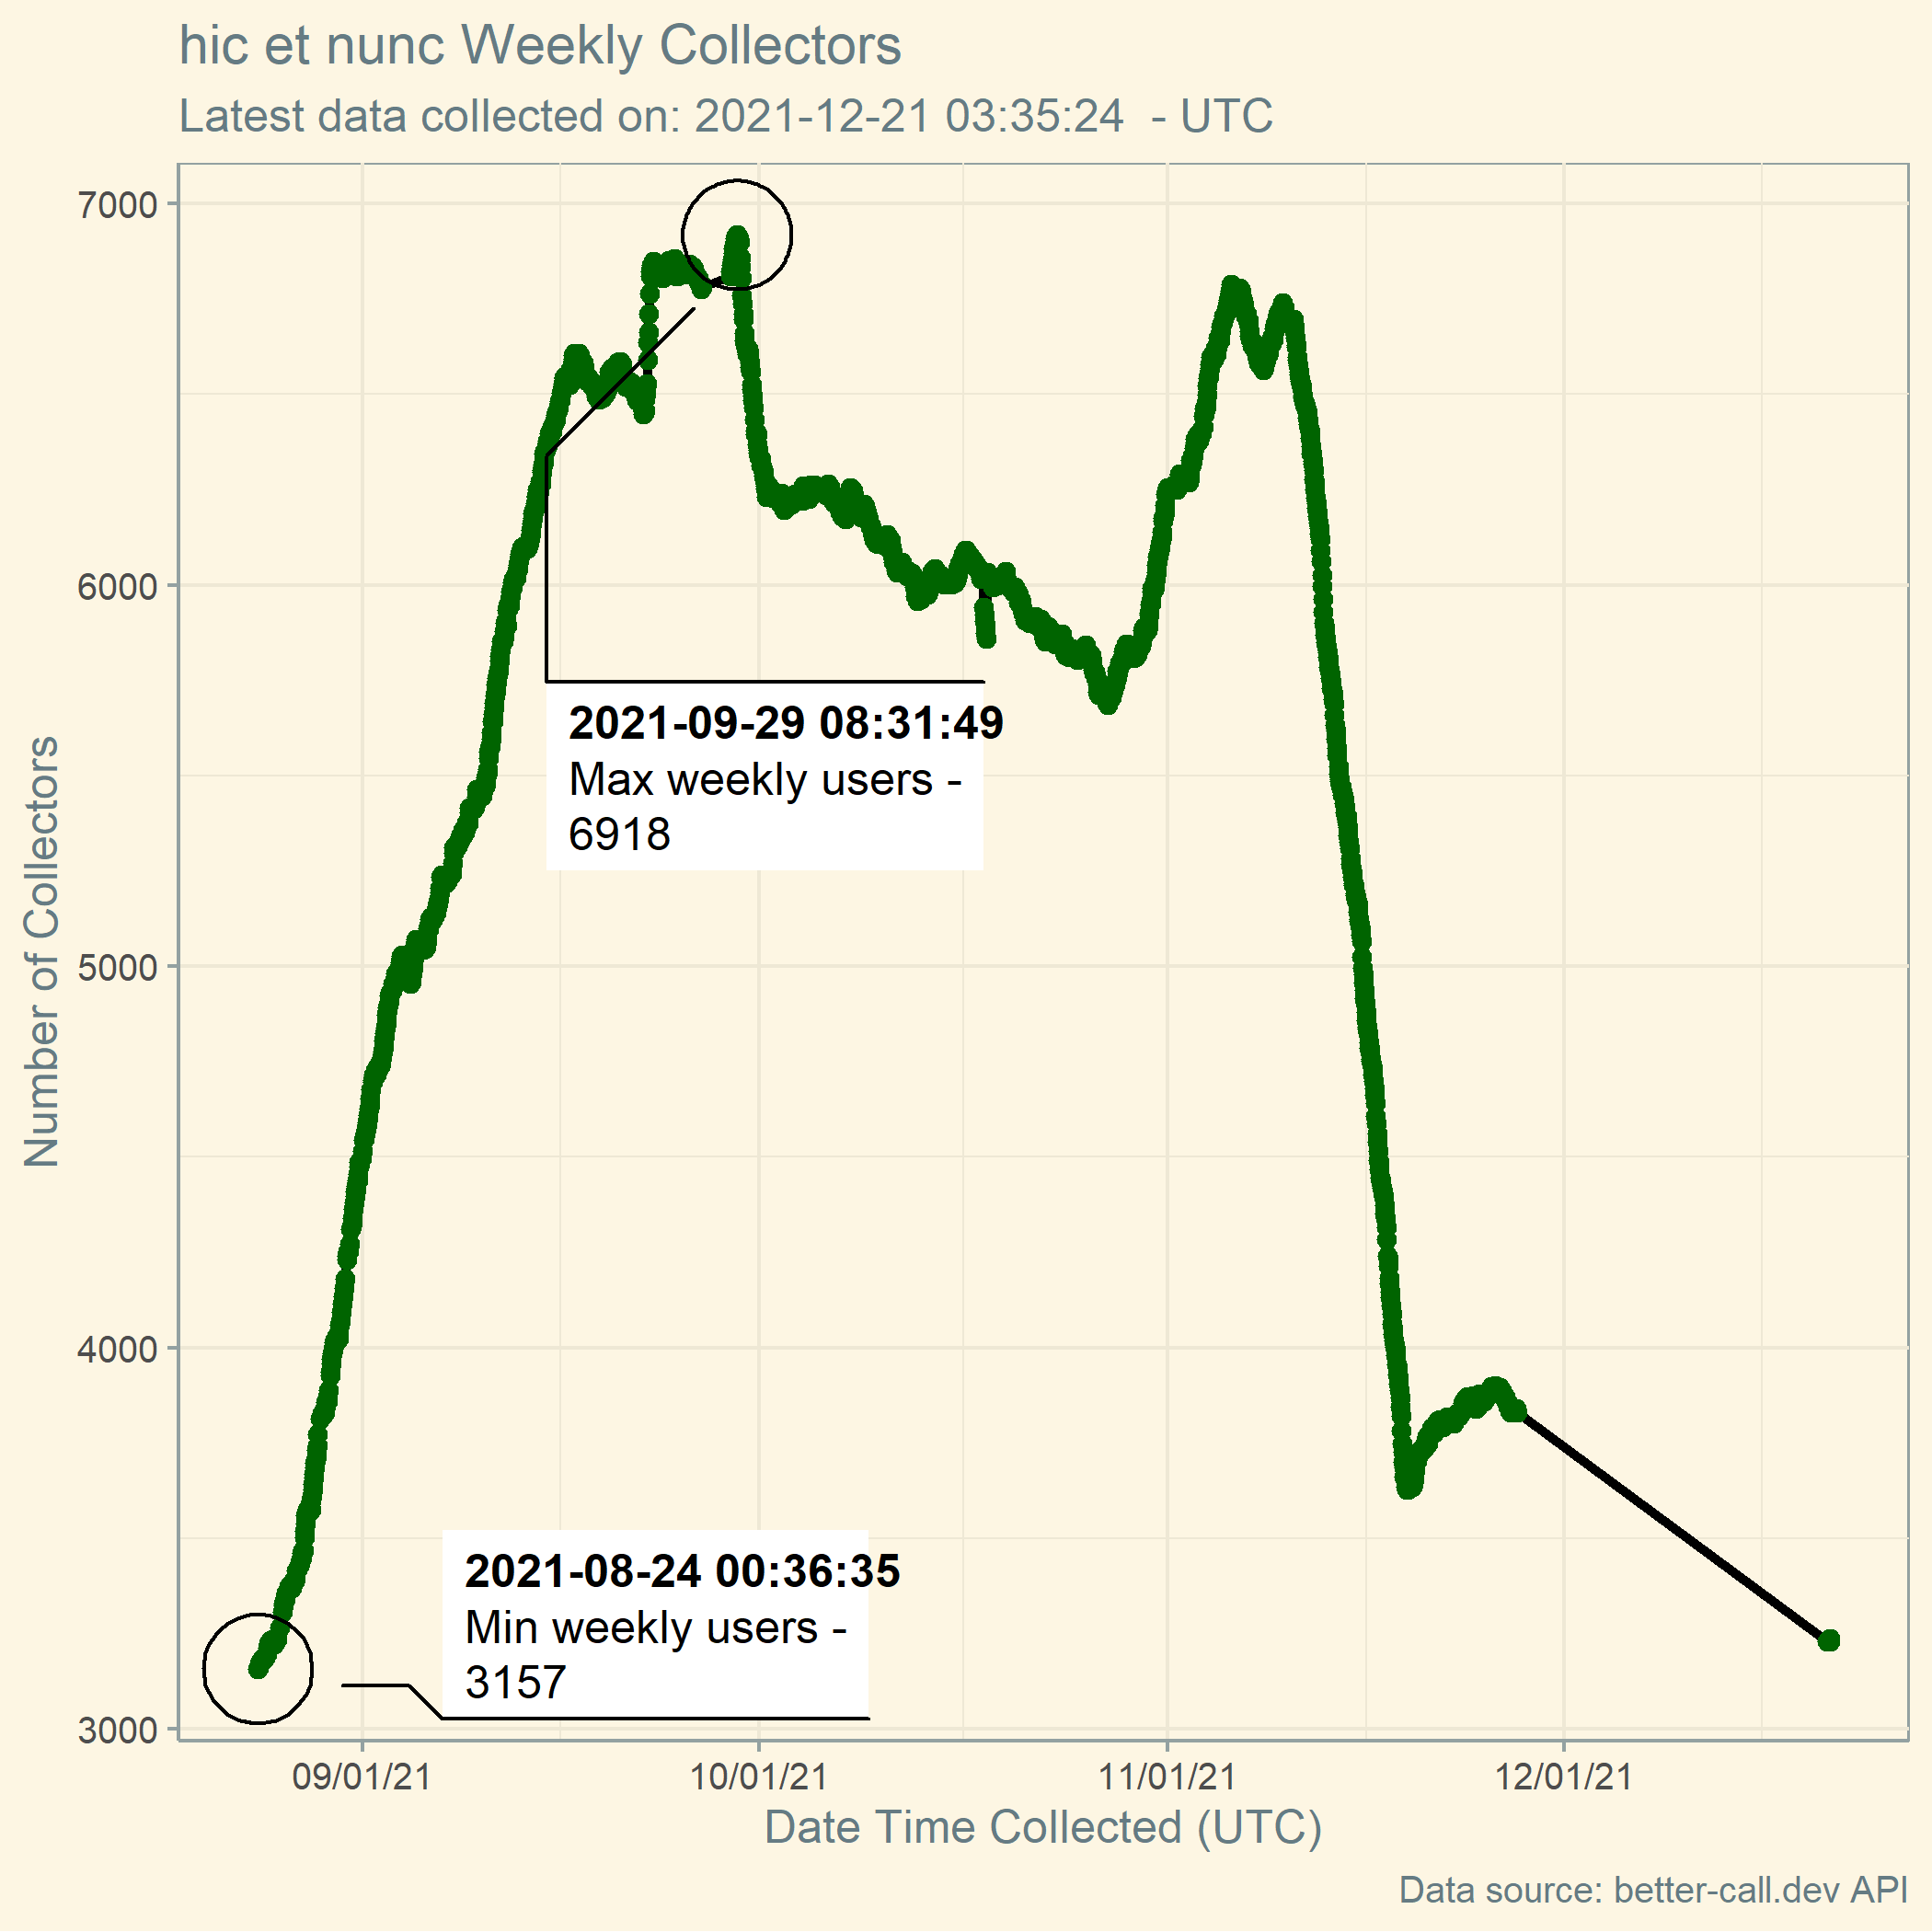 hic et nunc Weekly Collectors
Latest data collected on: 2021-12-21 03:35:24  - UTC
7000
6000
5000
4000
3000
Number of Collectors
2021-09-29 08:31:49
Max weekly users -
6918
2021-08-24 00:36:35
Min weekly users -
3157
09/01/21 10/01/21 11/01/21 12/01/21
Date Time Collected (UTC)
Data source: better-call.dev API